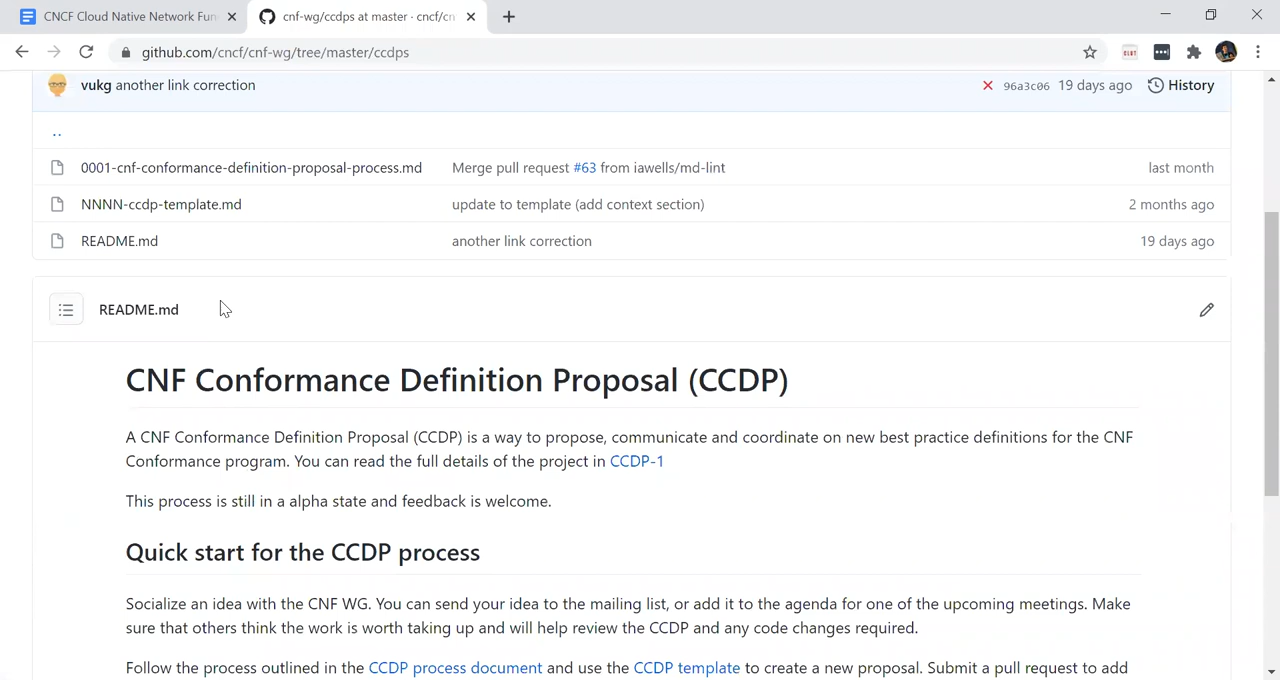 CNCF Cloud Native Network Fun
cnf-wg/ccdps at master · cncf/cn
github.com/cncf/cnf-wg/tree/master/ccdps
vukg another link correction
96a3c06 19 days ago History
..
0001-cnf-conformance-definition-proposal-process.md Merge pull request #63 from iawells/md-lint last month
NNNN-ccdp-template.md update to template (add context section) 2 months ago
README.md another link correction 19 days ago
README.md
CNF Conformance Definition Proposal (CCDP)
A CNF Conformance Definition Proposal (CCDP) is a way to propose, communicate and coordinate on new best practice definitions for the CNF
Conformance program. You can read the full details of the project in CCDP-1
This process is still in a alpha state and feedback is welcome.
Quick start for the CCDP process
Socialize an idea with the CNF WG. You can send your idea to the mailing list, or add it to the agenda for one of the upcoming meetings. Make
sure that others think the work is worth taking up and will help review the CCDP and any code changes required.
Follow the process outlined in the CCDP process document and use the CCDP template to create a new proposal. Submit a pull request to add